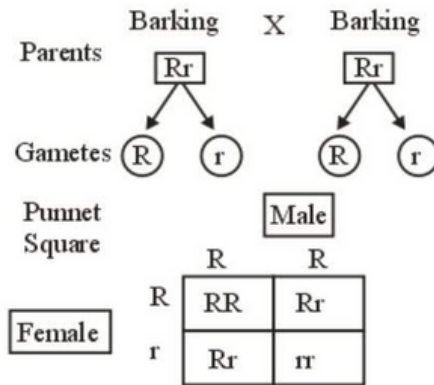 Barking X Barking
Parents
Rr Rr
Gametes R r R r
Punnet
Square
Male
R R
R RR Rr
Female
r Rr rr